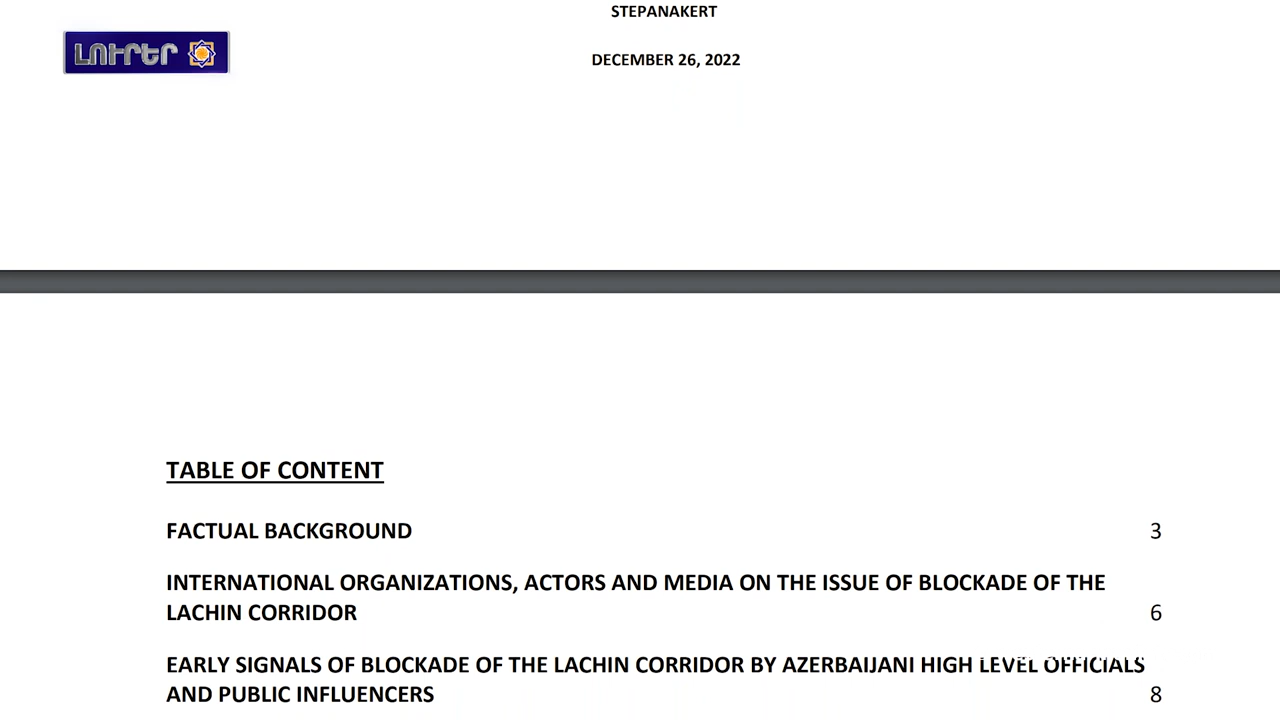 STEPANAKERT
ԼՈՒՐԵՐ
DECEMBER 26, 2022
TABLE OF CONTENT
FACTUAL BACKGROUND 3
INTERNATIONAL ORGANIZATIONS, ACTORS AND MEDIA ON THE ISSUE OF BLOCKADE OF THE
LACHIN CORRIDOR 6
EARLY SIGNALS OF BLOCKADE OF THE LACHIN CORRIDOR BY AZERBAIJANI HIGH LEVEL OFFICIALS
AND PUBLIC INFLUENCERS 8